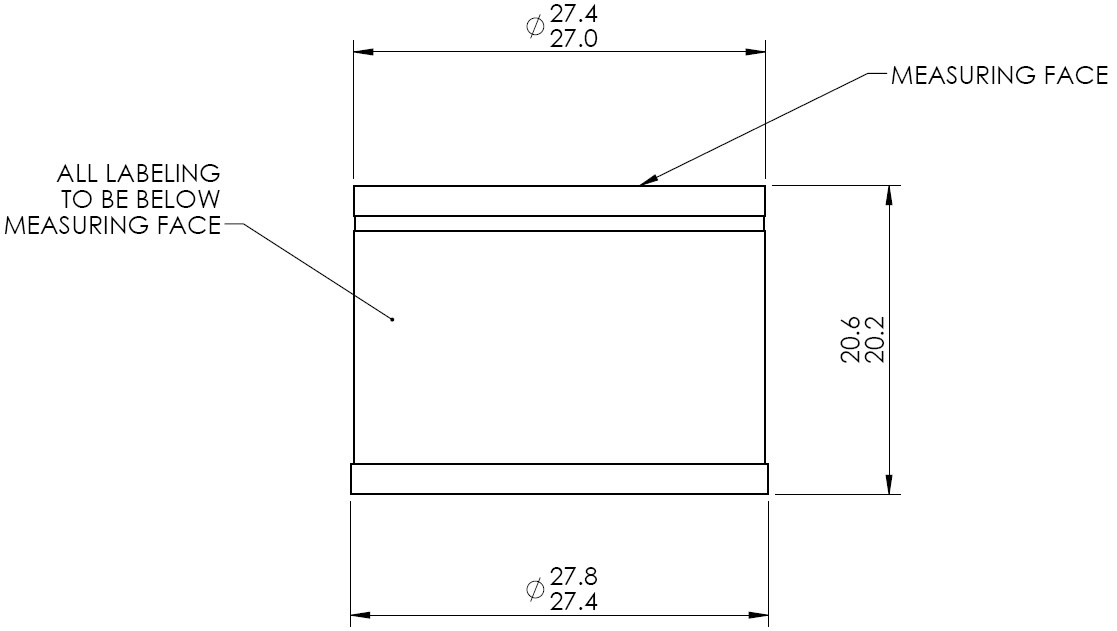 ⌀ 27.4
27.0
MEASURING FACE
ALL LABELING
TO BE BELOW
MEASURING FACE
20.6
20.2
⌀ 27.8
27.4